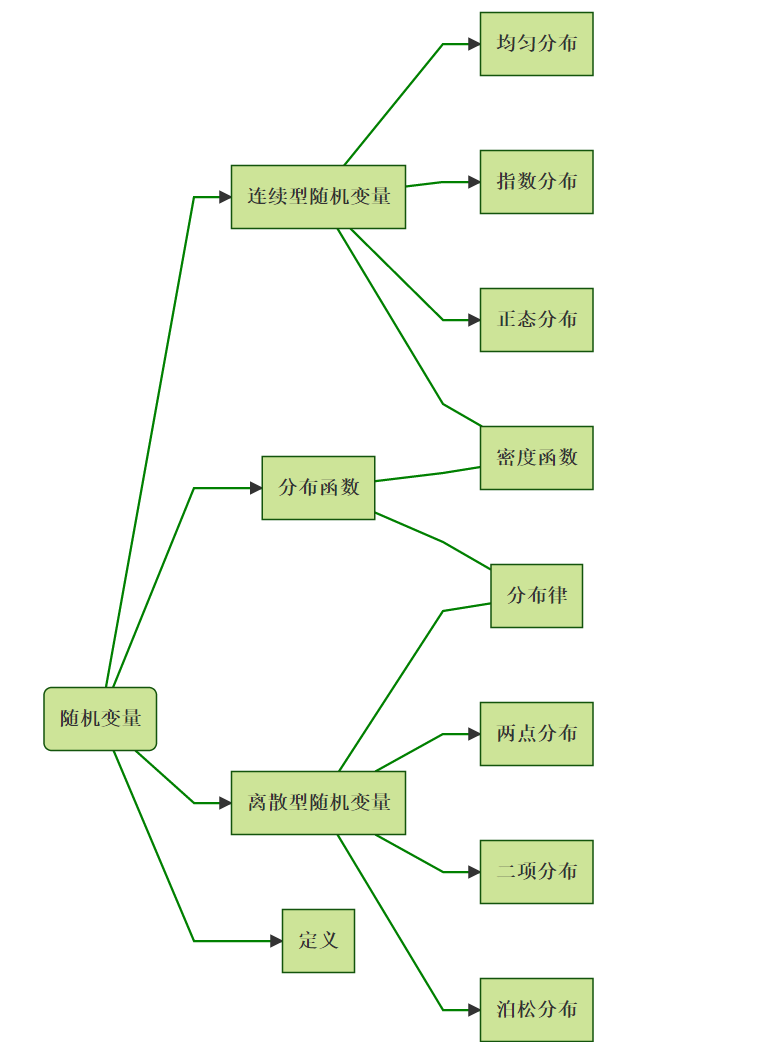 均匀分布
指数分布
连续型随机变量
正态分布
密度函数
分布函数
分布律
随机变量
两点分布
离散型随机变量
二项分布
定义
泊松分布